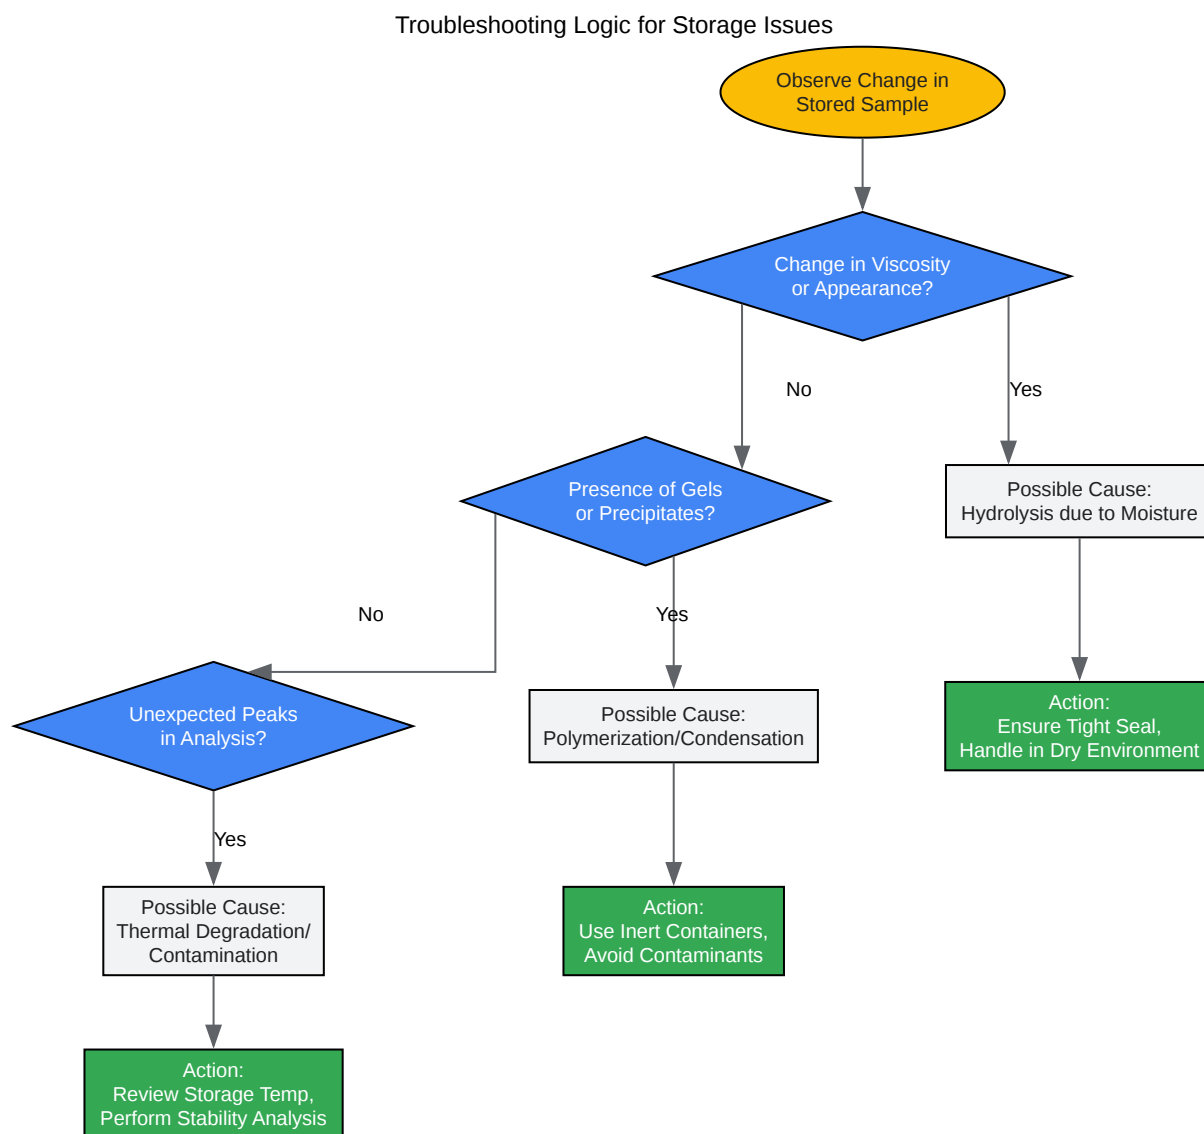 Troubleshooting Logic for Storage Issues
Observe Change in
Stored Sample
Change in Viscosity
or Appearance?
No
Yes
Presence of Gels
or Precipitates?
Possible Cause:
Hydrolysis due to Moisture
No
Yes
Unexpected Peaks
in Analysis?
Possible Cause:
Polymerization/Condensation
Action:
Ensure Tight Seal,
Handle in Dry Environment
Yes
Possible Cause:
Thermal Degradation/
Contamination
Action:
Use Inert Containers,
Avoid Contaminants
Action:
Review Storage Temp,
Perform Stability Analysis